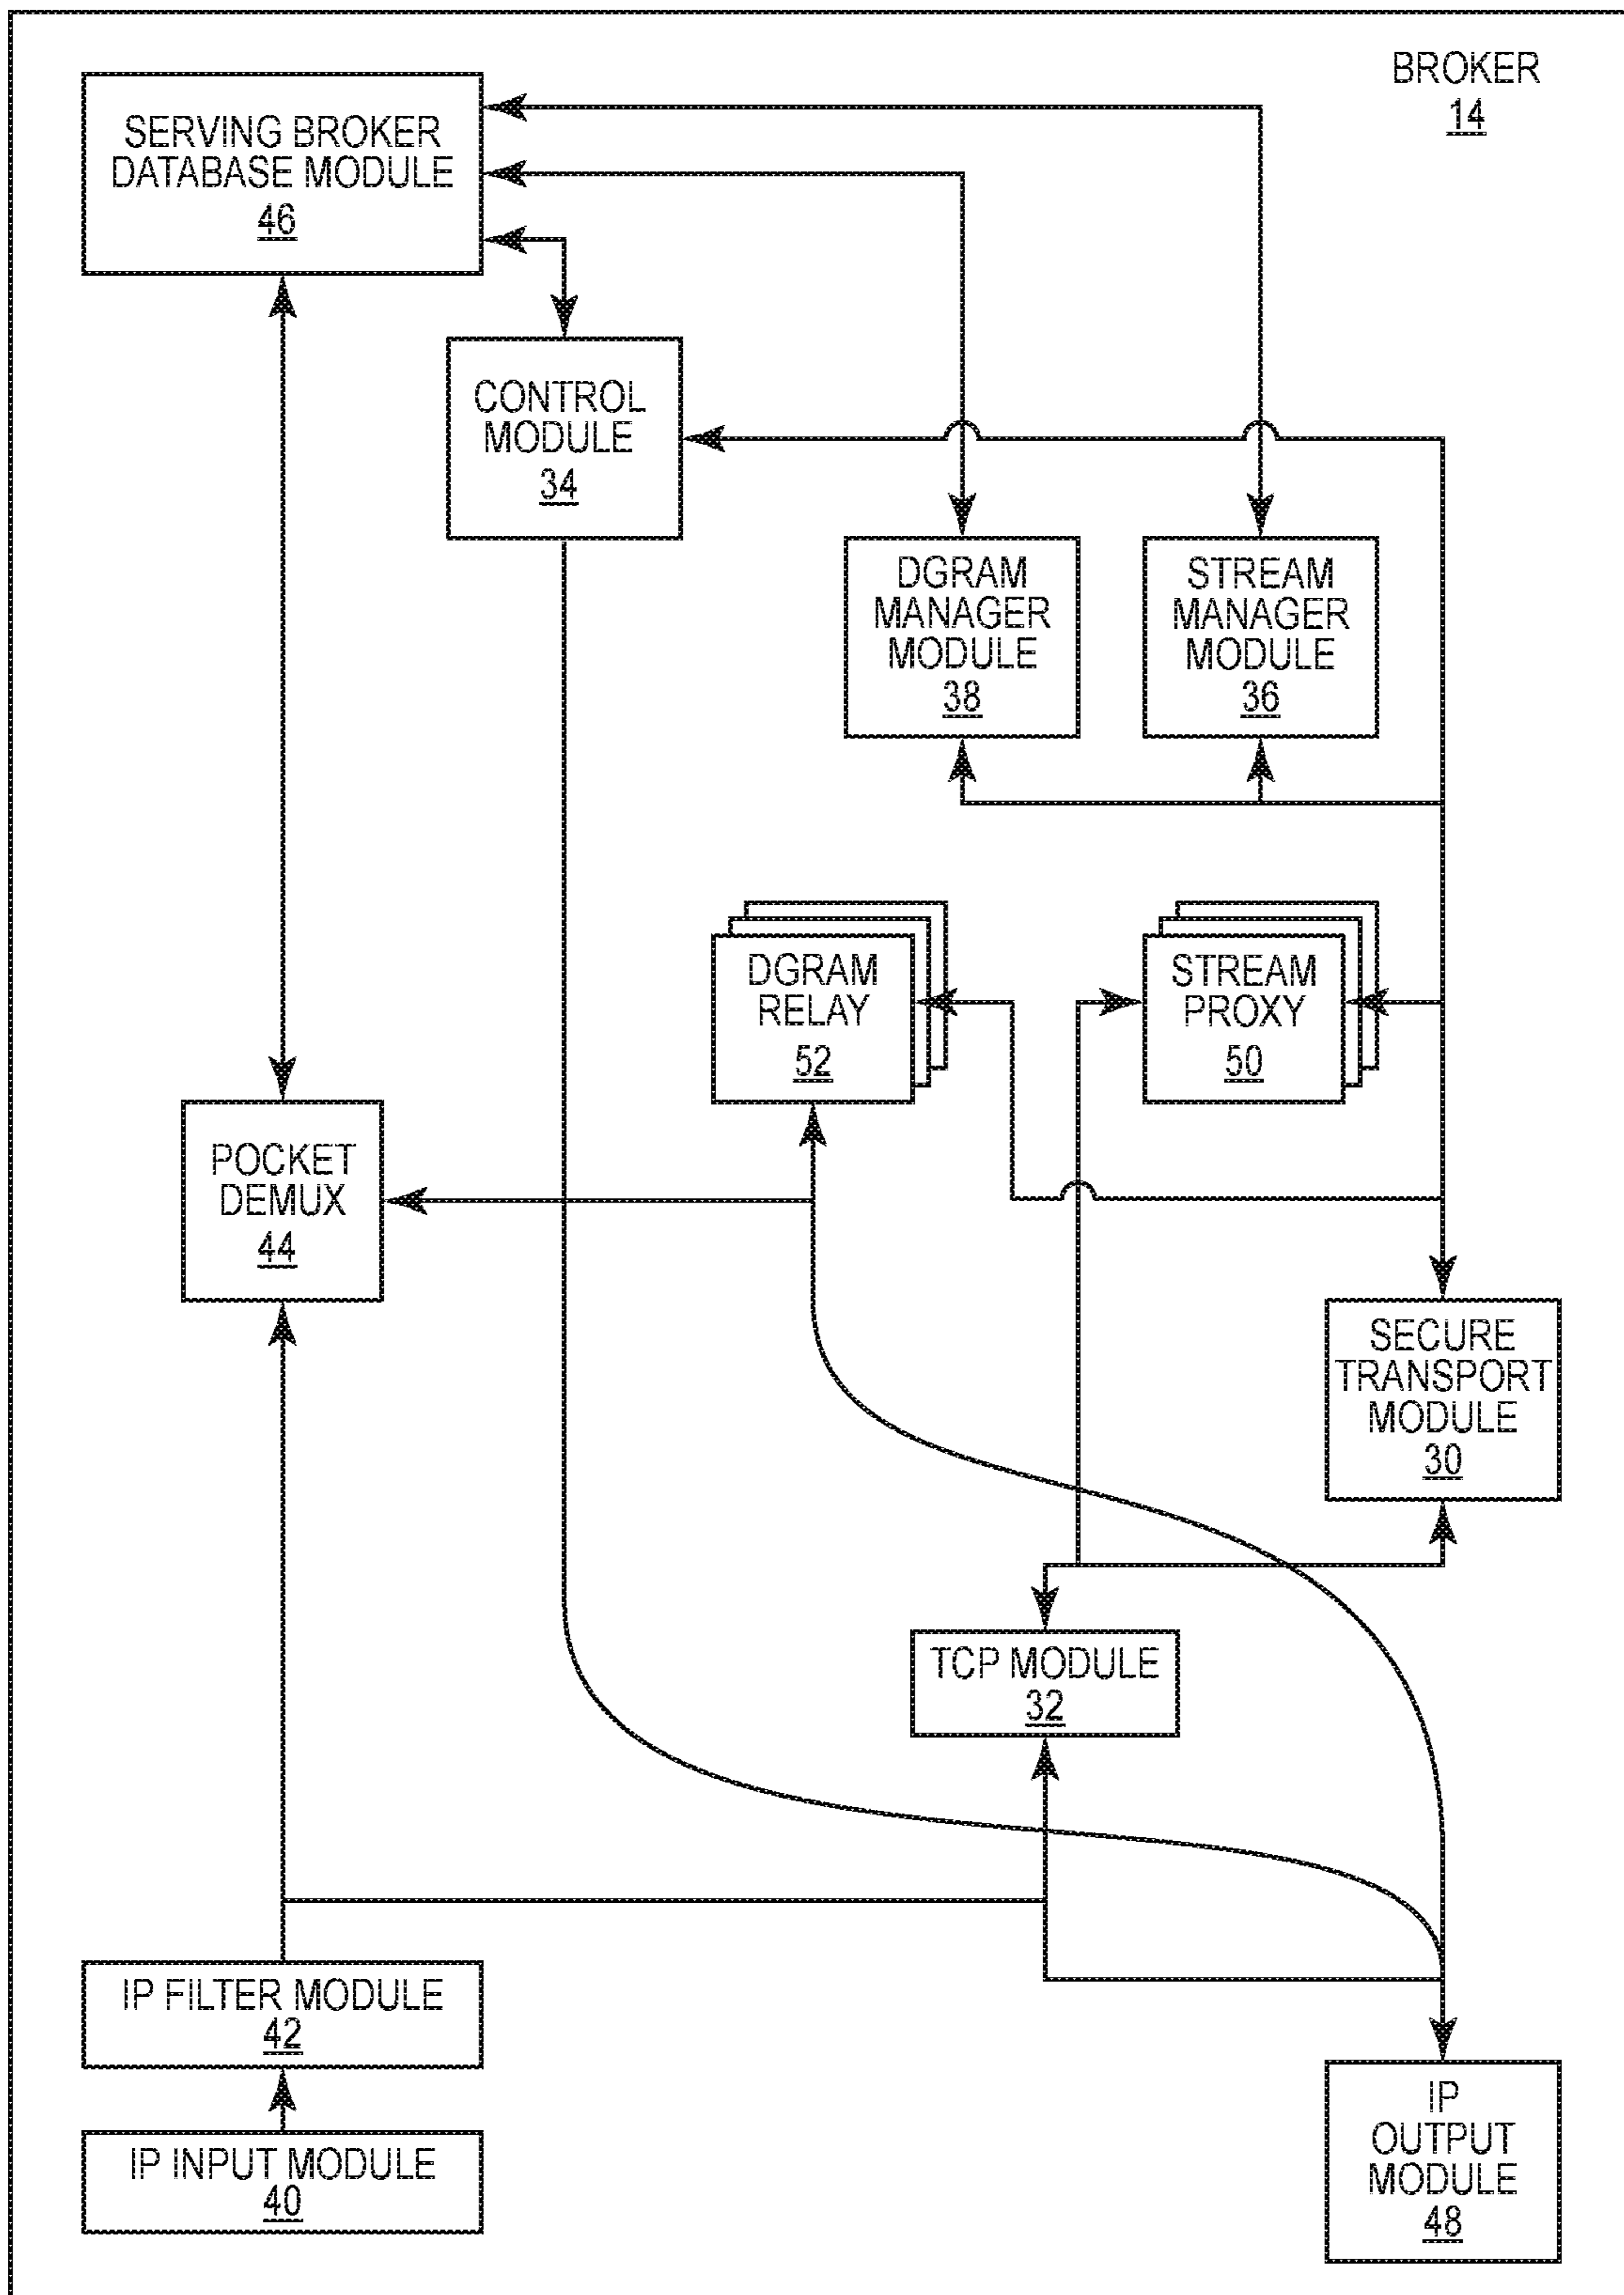 BROKER
14
SERVING BROKER
DATABASE MODULE
46
CONTROL
MODULE
34
DGRAM
MANAGER
MODULE
38
STREAM
MANAGER
MODULE
36
DGRAM
RELAY
52
STREAM
PROXY
50
POCKET
DEMUX
44
SECURE
TRANSPORT
MODULE
30
TCP MODULE
32
IP FILTER MODULE
42
IP INPUT MODULE
40
IP
OUTPUT
MODULE
48